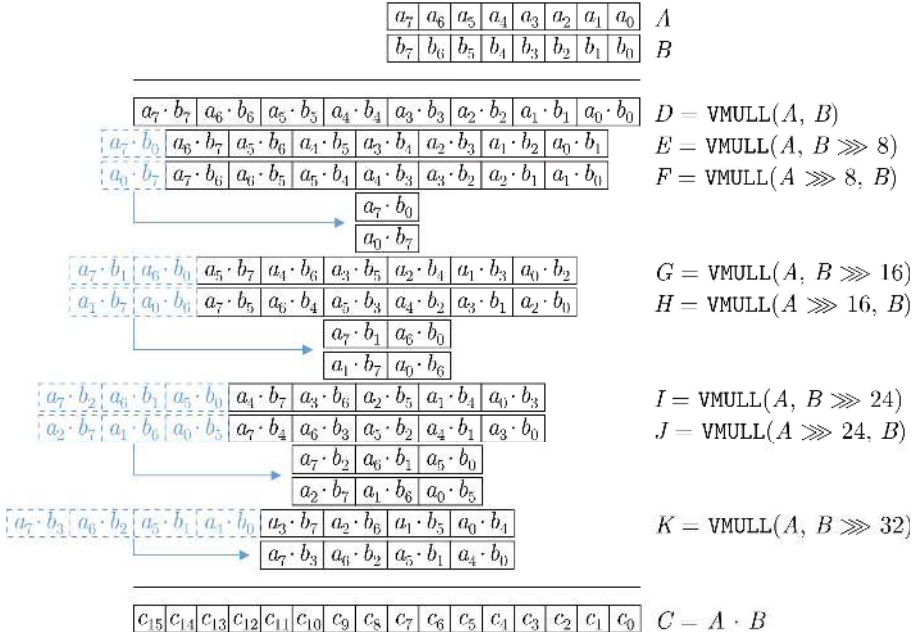 a₇ a₆ a₅ a₄ a₃ a₂ a₁ a₀ A
b₇ b₆ b₅ b₄ b₃ b₂ b₁ b₀ B
a₇·b₇ a₆·b₆ a₅·b₅ a₄·b₄ a₃·b₃ a₂·b₂ a₁·b₁ a₀·b₀ D = VMULL(A, B)
a₇·b₀ a₆·b₇ a₅·b₆ a₄·b₅ a₃·b₄ a₂·b₃ a₁·b₂ a₀·b₁ E = VMULL(A, B ⋙ 8)
a₀·b₇ a₇·b₆ a₆·b₅ a₅·b₄ a₄·b₃ a₃·b₂ a₂·b₁ a₁·b₀ F = VMULL(A ⋙ 8, B)
a₇·b₀
a₀·b₇
a₇·b₁ a₆·b₀ a₅·b₇ a₄·b₆ a₃·b₅ a₂·b₄ a₁·b₃ a₀·b₂ G = VMULL(A, B ⋙ 16)
a₁·b₇ a₀·b₆ a₇·b₅ a₆·b₄ a₅·b₃ a₄·b₂ a₃·b₁ a₂·b₀ H = VMULL(A ⋙ 16, B)
a₇·b₁ a₆·b₀
a₁·b₇ a₀·b₆
a₇·b₂ a₆·b₁ a₅·b₀ a₄·b₇ a₃·b₆ a₂·b₅ a₁·b₄ a₀·b₃ I = VMULL(A, B ⋙ 24)
a₂·b₇ a₁·b₆ a₀·b₅ a₇·b₄ a₆·b₃ a₅·b₂ a₄·b₁ a₃·b₀ J = VMULL(A ⋙ 24, B)
a₇·b₂ a₆·b₁ a₅·b₀
a₂·b₇ a₁·b₆ a₀·b₅
a₇·b₃ a₆·b₂ a₅·b₁ a₄·b₀ a₃·b₇ a₂·b₆ a₁·b₅ a₀·b₄ K = VMULL(A, B ⋙ 32)
a₇·b₃ a₆·b₂ a₅·b₁ a₄·b₀
c₁₅ c₁₄ c₁₃ c₁₂ c₁₁ c₁₀ c₉ c₈ c₇ c₆ c₅ c₄ c₃ c₂ c₁ c₀ C = A · B